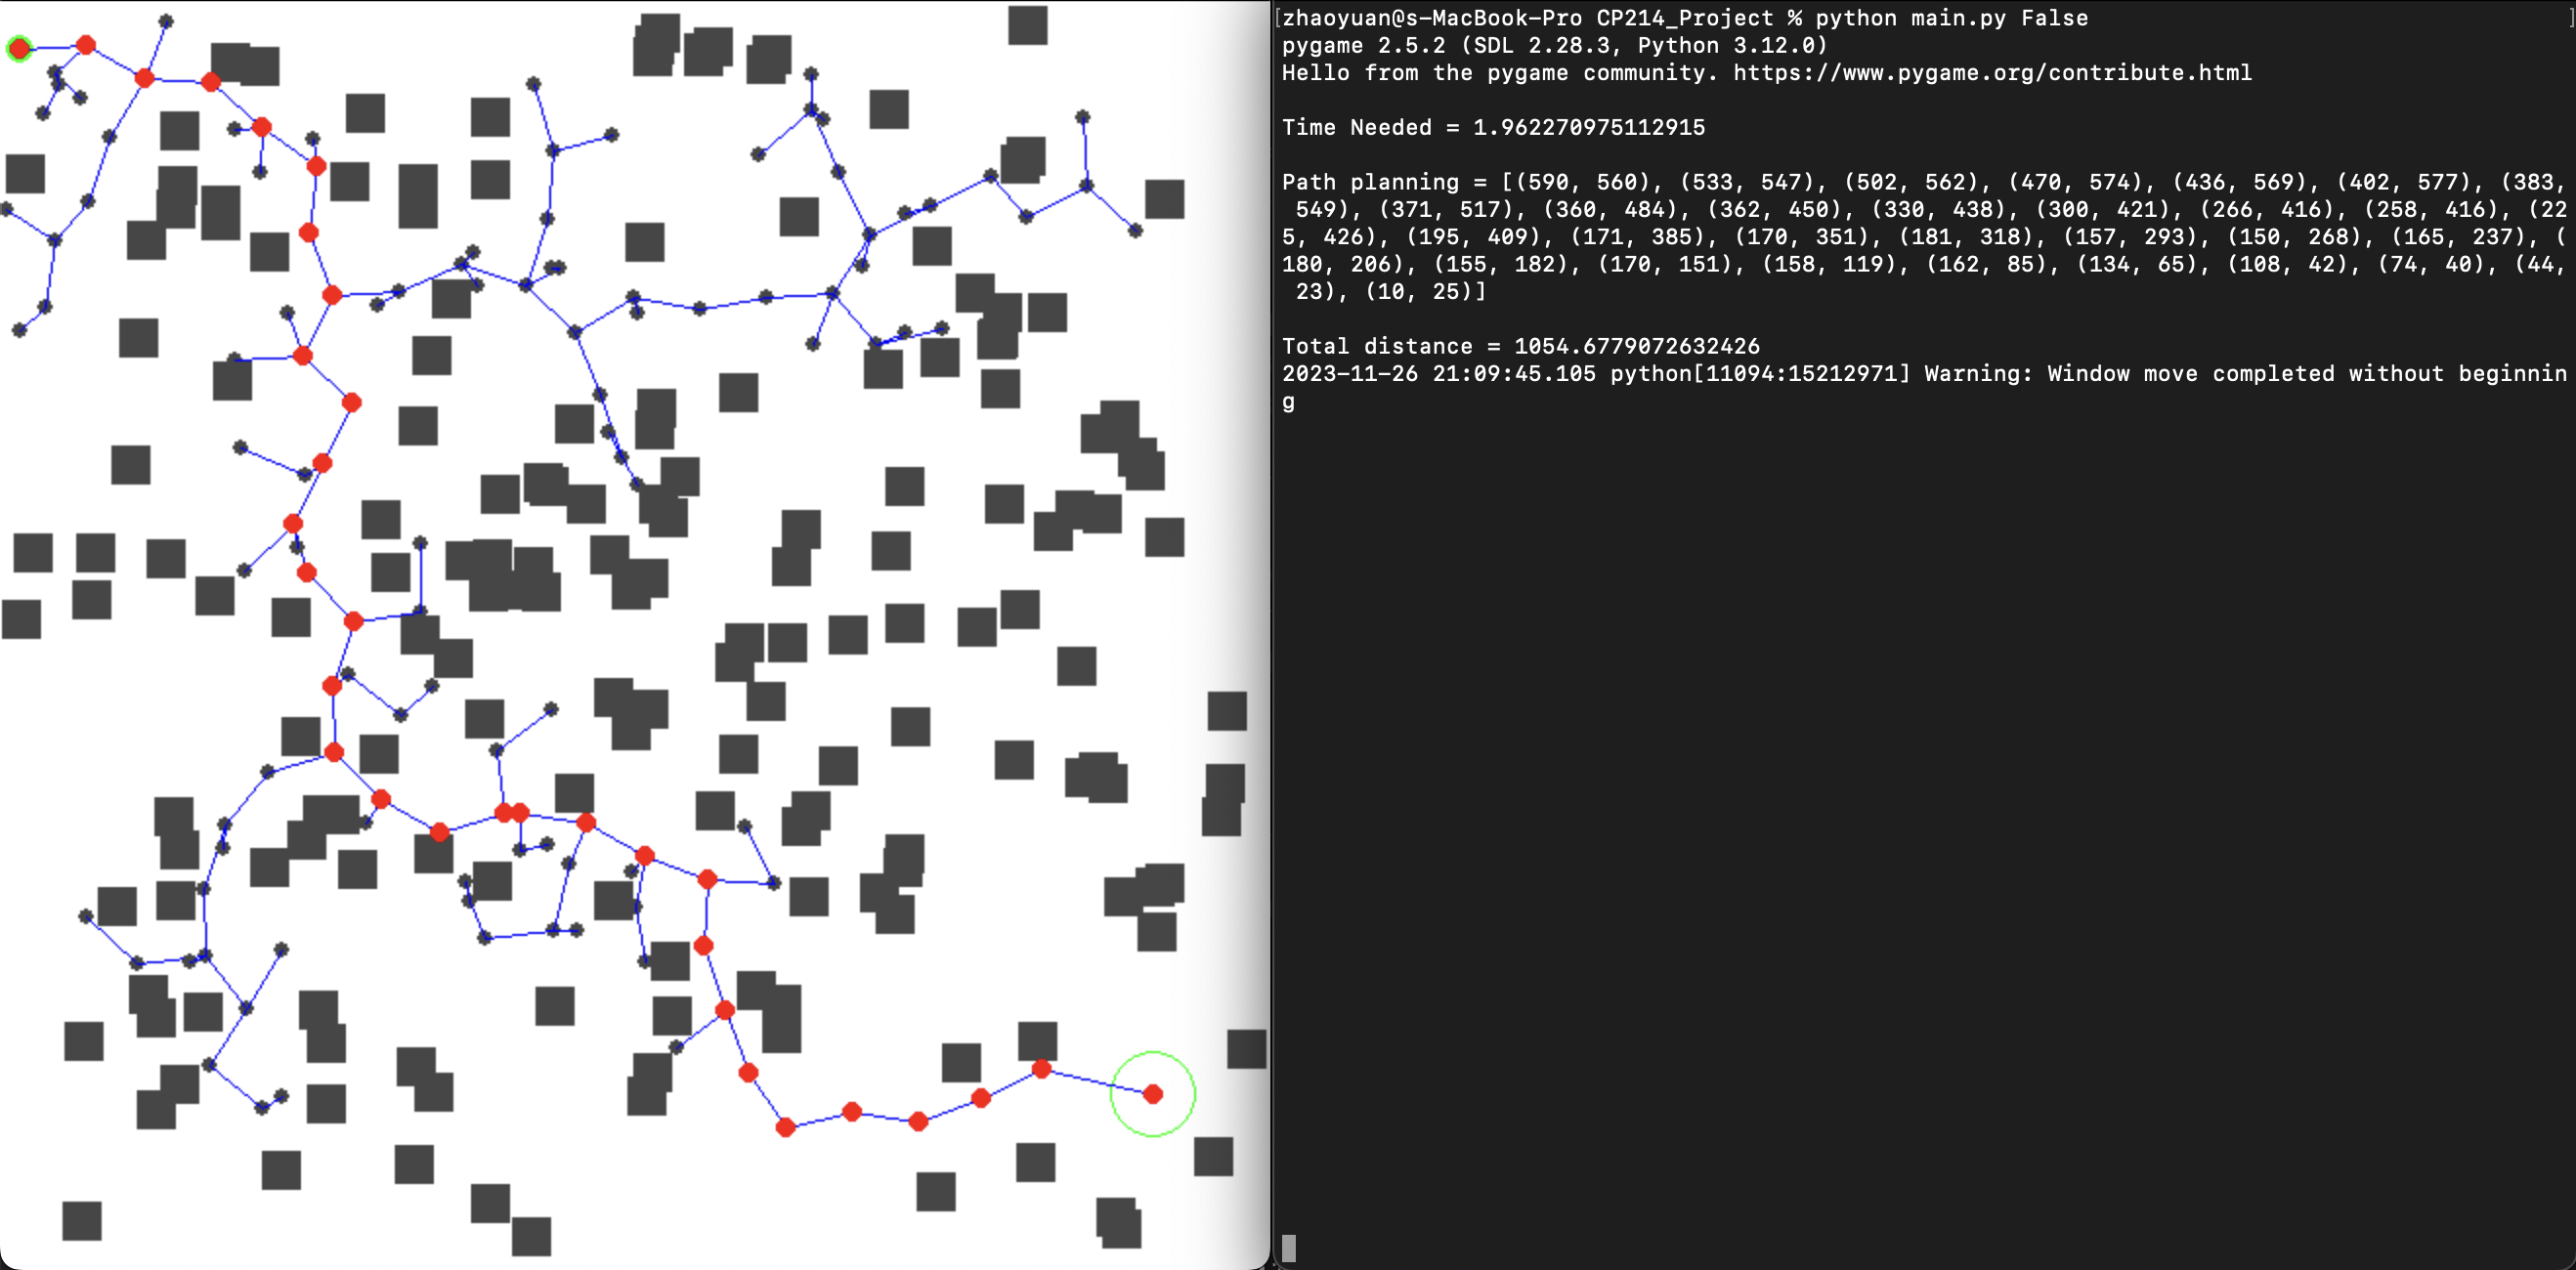 [zhaoyuan@s-MacBook-Pro CP214_Project % python main.py False ]
pygame 2.5.2 (SDL 2.28.3, Python 3.12.0)
Hello from the pygame community. https://www.pygame.org/contribute.html
Time Needed = 1.962270975112915
Path planning = [(590, 560), (533, 547), (502, 562), (470, 574), (436, 569), (402, 577), (383,
549), (371, 517), (360, 484), (362, 450), (330, 438), (300, 421), (266, 416), (258, 416), (22
5, 426), (195, 409), (171, 385), (170, 351), (181, 318), (157, 293), (150, 268), (165, 237), (
180, 206), (155, 182), (170, 151), (158, 119), (162, 85), (134, 65), (108, 42), (74, 40), (44,
23), (10, 25)]
Total distance = 1054.6779072632426
2023-11-26 21:09:45.105 python[11094:15212971] Warning: Window move completed without beginnin
g